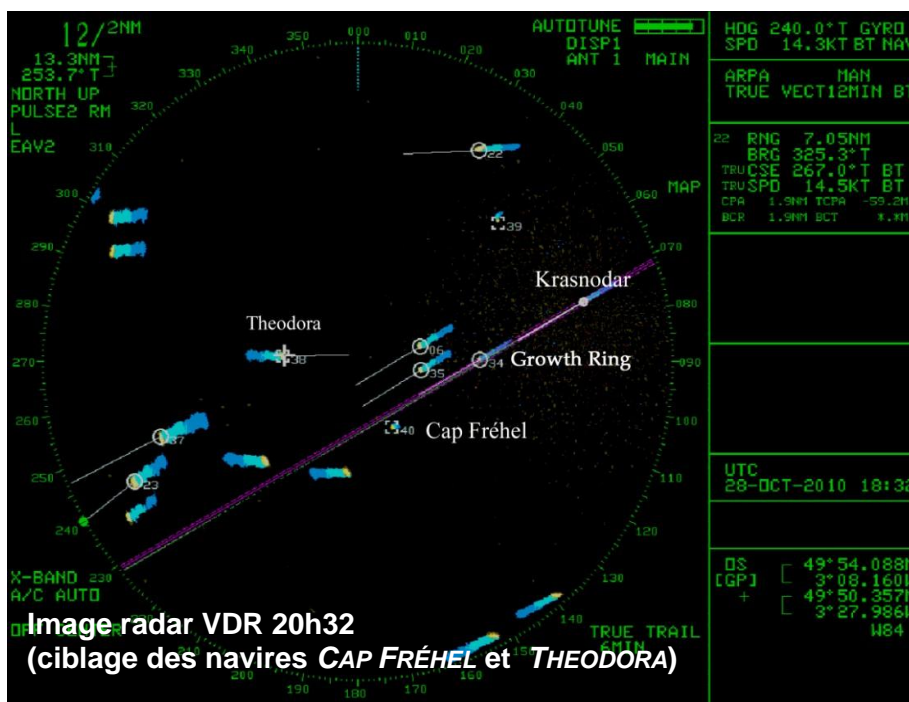 12/2NM
13.3NM
253.7°T
NORTH UP
PULSE2 RM
L
EAV2
AUTOTUNE
DISP1
ANT 1 MAIN
MAP
000
010
020
030
040
050
060
070
080
090
100
110
120
130
140
150
160
170
180
190
200
210
220
230
240
250
260
270
280
290
300
310
320
330
340
350
22
39
Krasnodar
Theodora
38
06
35
34
Growth Ring
40
Cap Fréhel
37
23
X-BAND
A/C AUTO
OFF CENTER
TRUE TRAIL
6MIN
Image radar VDR 20h32
(ciblage des navires CAP FRÉHEL et THEODORA)
HDG 240.0°T GYRO
SPD 14.3KT BT NAV
ARPA MAN
TRUE VECT12MIN BT
22 RNG 7.05NM
BRG 325.3°T
TRU CSE 267.0°T BT
TRU SPD 14.5KT BT
CPA 1.9NM TCPA -59.2M
BCR 1.9NM BCT *.*M
UTC
28-OCT-2010 18:32
OS 49°54.088N
[GP] 3°08.160W
+ 49°50.357N
3°27.986W
W84